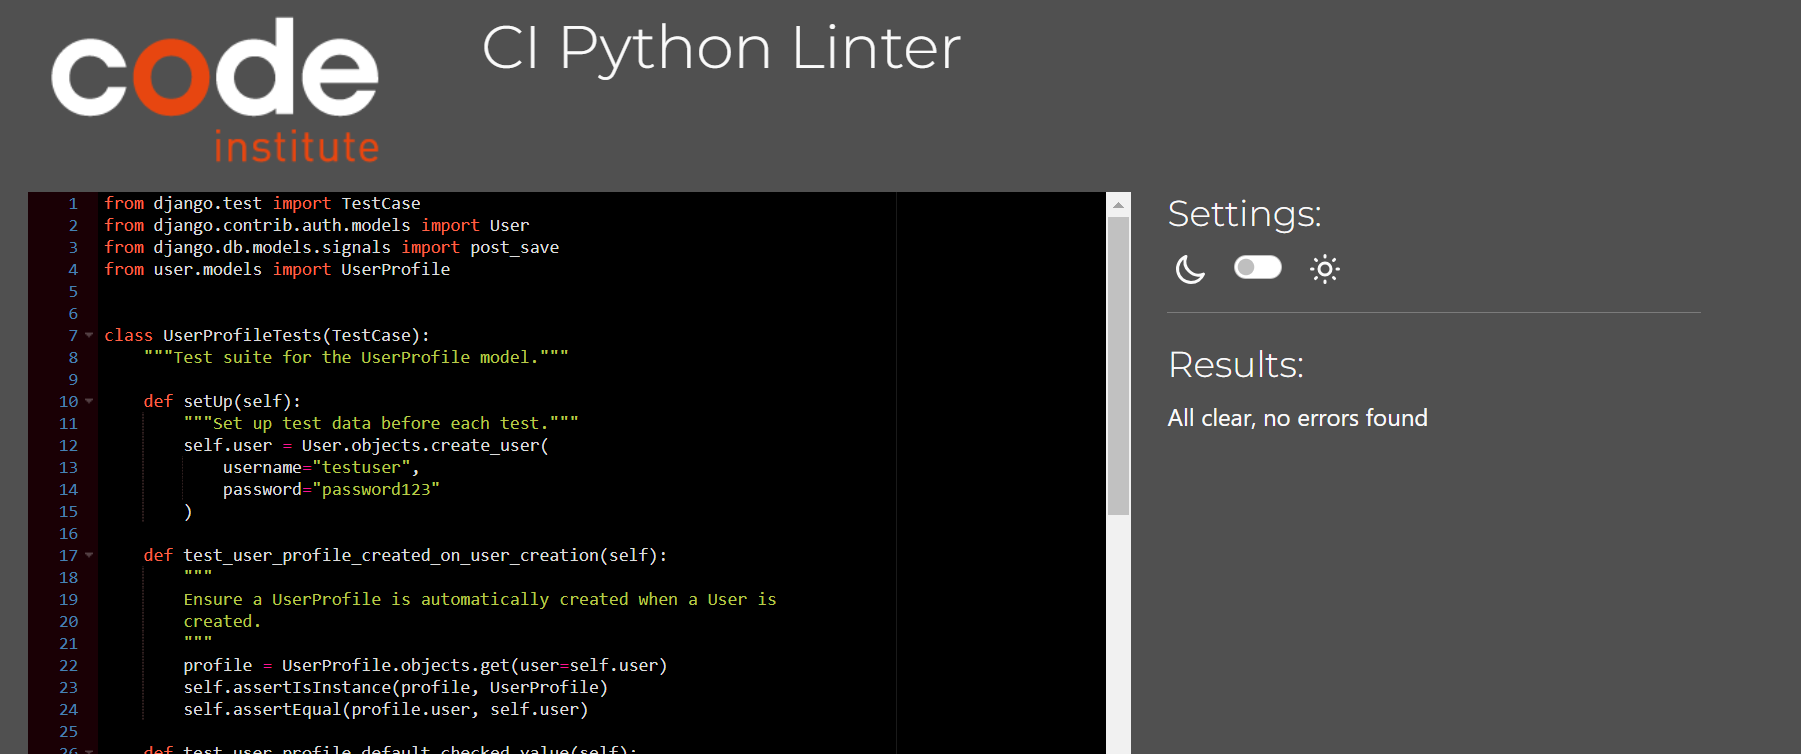 code
institute
CI Python Linter
1 from django.test import TestCase
2 from django.contrib.auth.models import User
3 from django.db.models.signals import post_save
4 from user.models import UserProfile
5
6
7 class UserProfileTests(TestCase):
8     """Test suite for the UserProfile model."""
9
10     def setUp(self):
11         """Set up test data before each test."""
12         self.user = User.objects.create_user(
13             username="testuser",
14             password="password123"
15         )
16
17     def test_user_profile_created_on_user_creation(self):
18         """
19         Ensure a UserProfile is automatically created when a User is
20         created.
21         """
22         profile = UserProfile.objects.get(user=self.user)
23         self.assertIsInstance(profile, UserProfile)
24         self.assertEqual(profile.user, self.user)
25
26     def test_user_profile_default_checked_value(self):
Settings:
Results:
All clear, no errors found